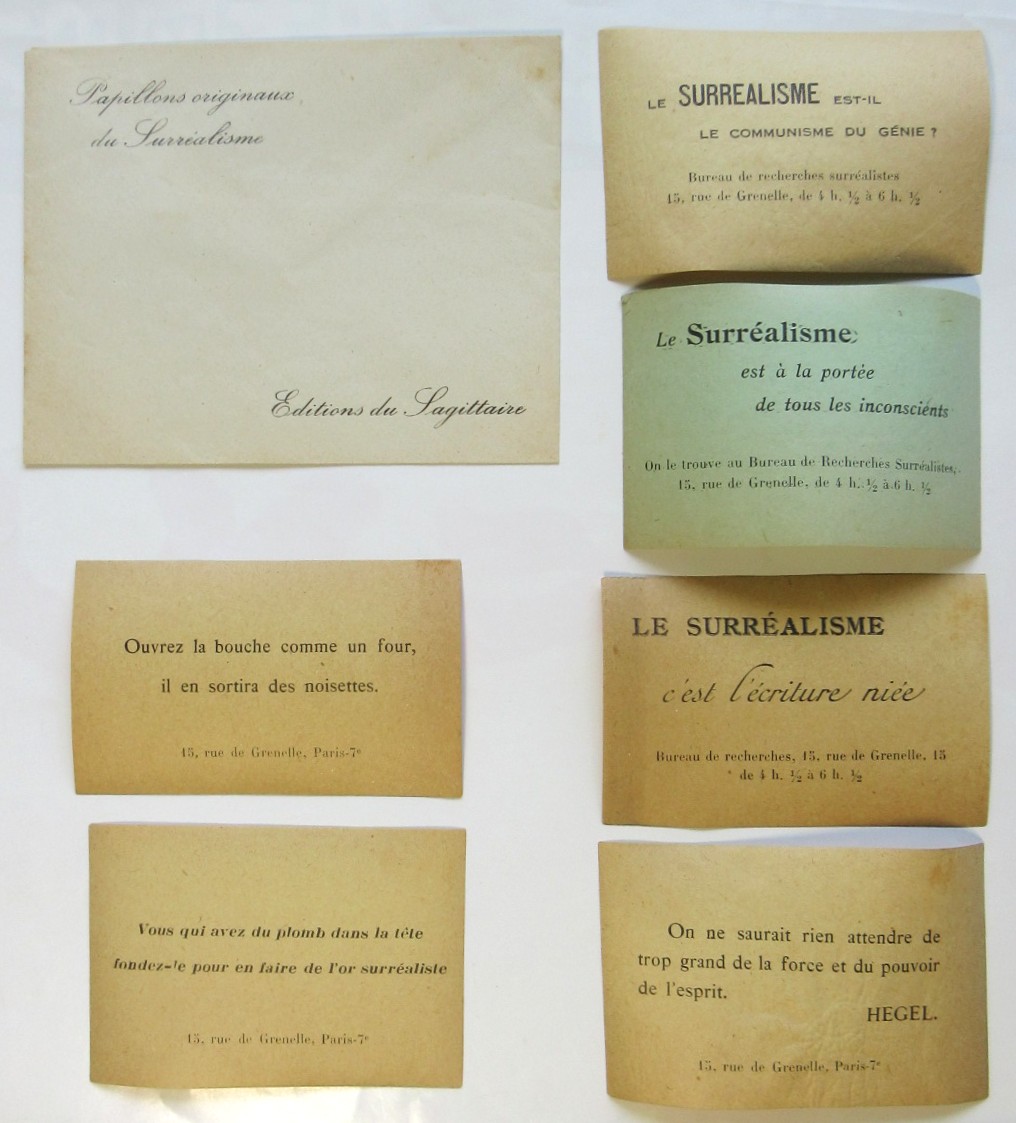 Papillons originaux
du Surréalisme
Editions du Sagittaire
LE SURREALISME EST-IL
LE COMMUNISME DU GÉNIE ?
Bureau de recherches surréalistes
15, rue de Grenelle, de 4 h. ½ à 6 h. ½
Le Surréalisme
est à la portée
de tous les inconscients
On le trouve au Bureau de Recherches Surréalistes,
15, rue de Grenelle, de 4 h. ½ à 6 h. ½
Ouvrez la bouche comme un four,
il en sortira des noisettes.
15, rue de Grenelle, Paris-7e
LE SURRÉALISME
c'est l'écriture niée
Bureau de recherches, 15, rue de Grenelle, 15
de 4 h. ½ à 6 h. ½
Vous qui avez du plomb dans la tête
fondez-le pour en faire de l'or surréaliste
15, rue de Grenelle, Paris-7e
On ne saurait rien attendre de
trop grand de la force et du pouvoir
de l'esprit.
HEGEL.
15, rue de Grenelle, Paris-7e